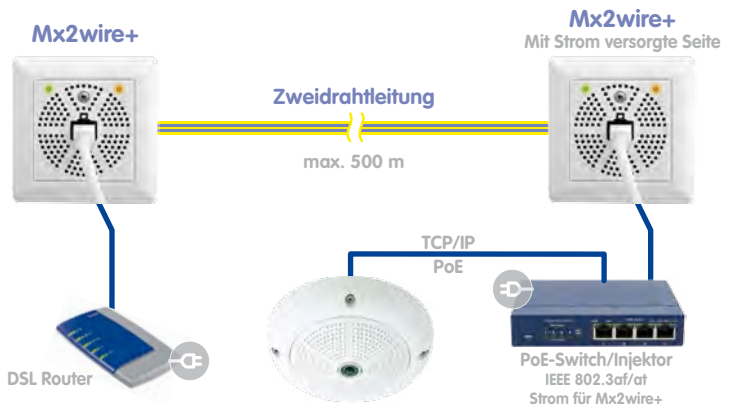 Mx2wire+
Mx2wire+
Mit Strom versorgte Seite
Zweidrahtleitung
max. 500 m
TCP/IP
PoE
DSL Router
PoE-Switch/Injektor
IEEE 802.3af/at
Strom für Mx2wire+